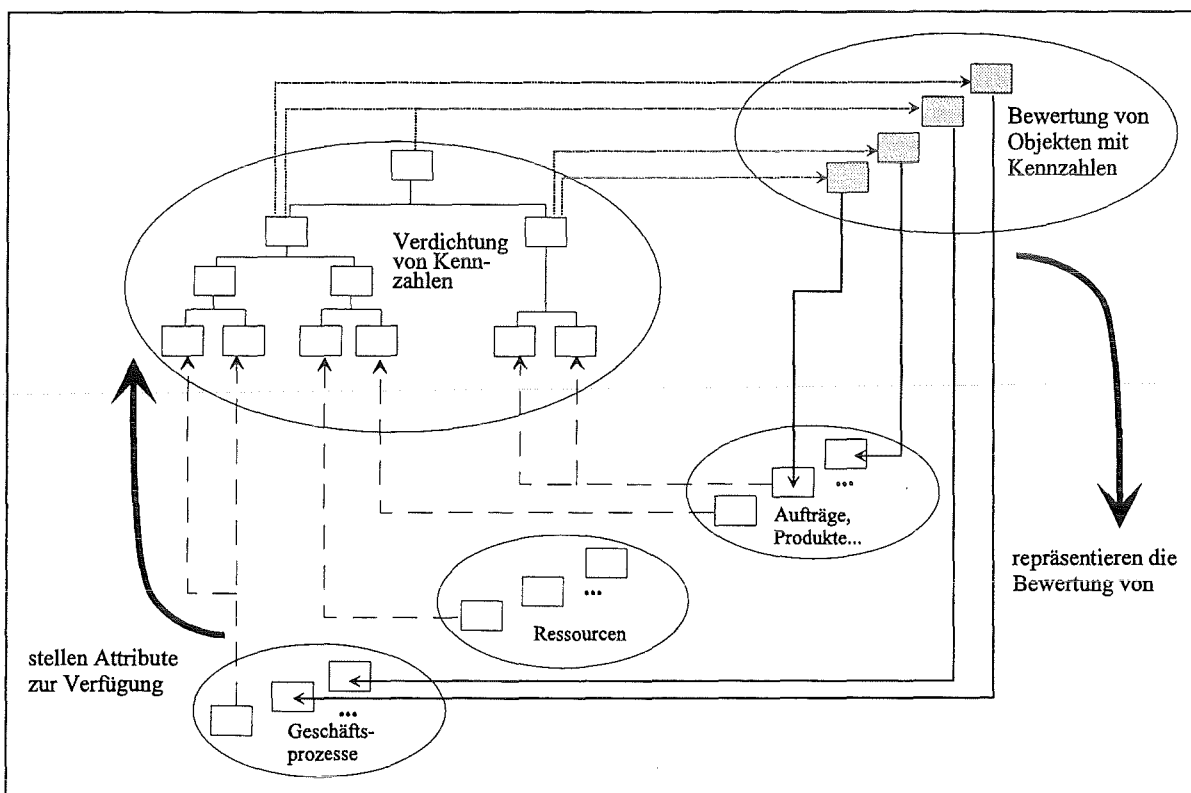 Bewertung von
Objekten mit
Kennzahlen
Verdichtung
von Kenn-
zahlen
...
Aufträge,
Produkte...
repräsentieren die
Bewertung von
...
Ressourcen
stellen Attribute
zur Verfügung
...
Geschäfts-
prozesse